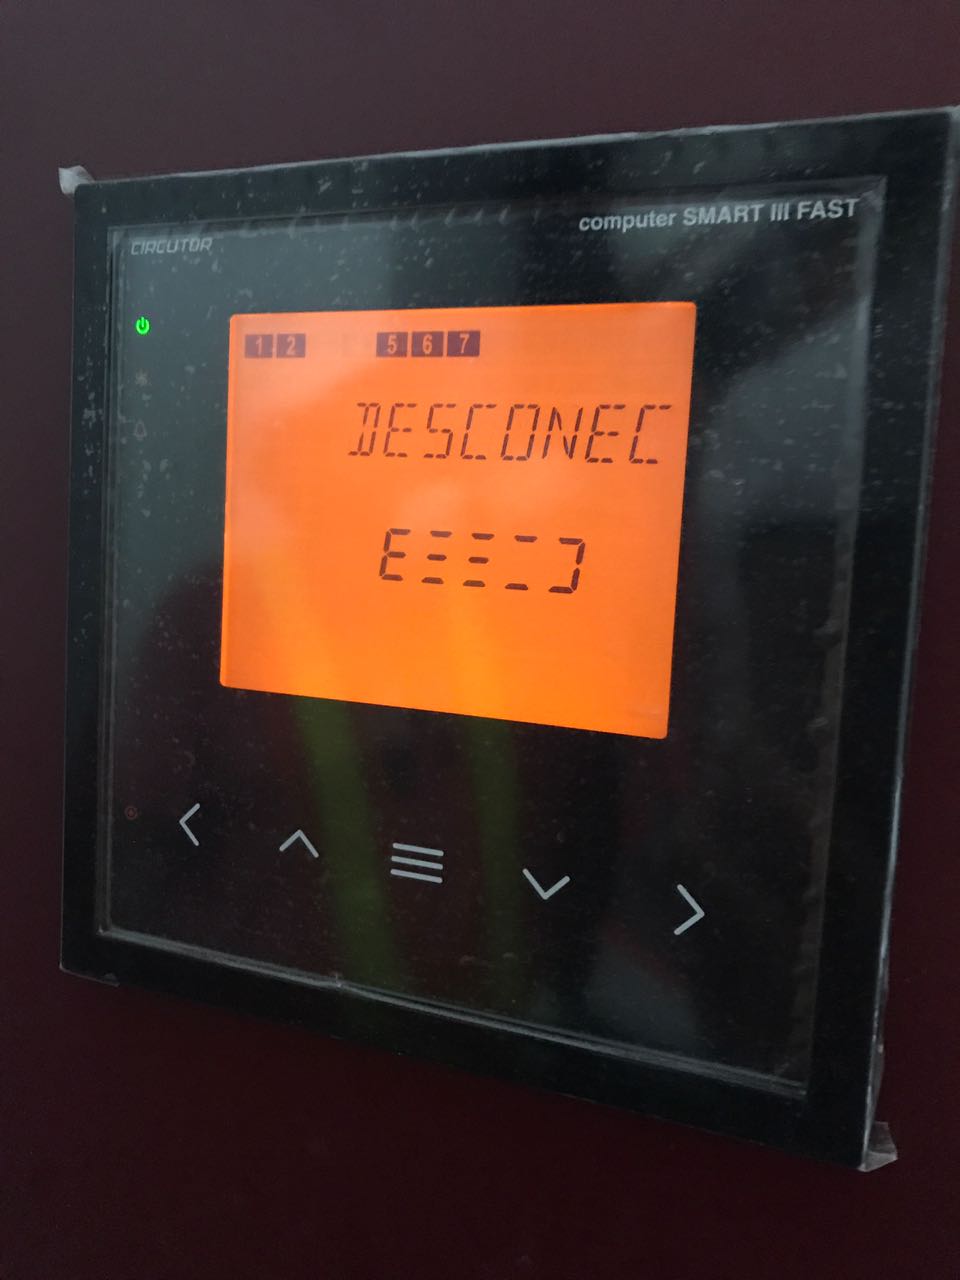 CIRCUTOR
computer SMART III FAST
1 2 5 6 7
DESCONEC